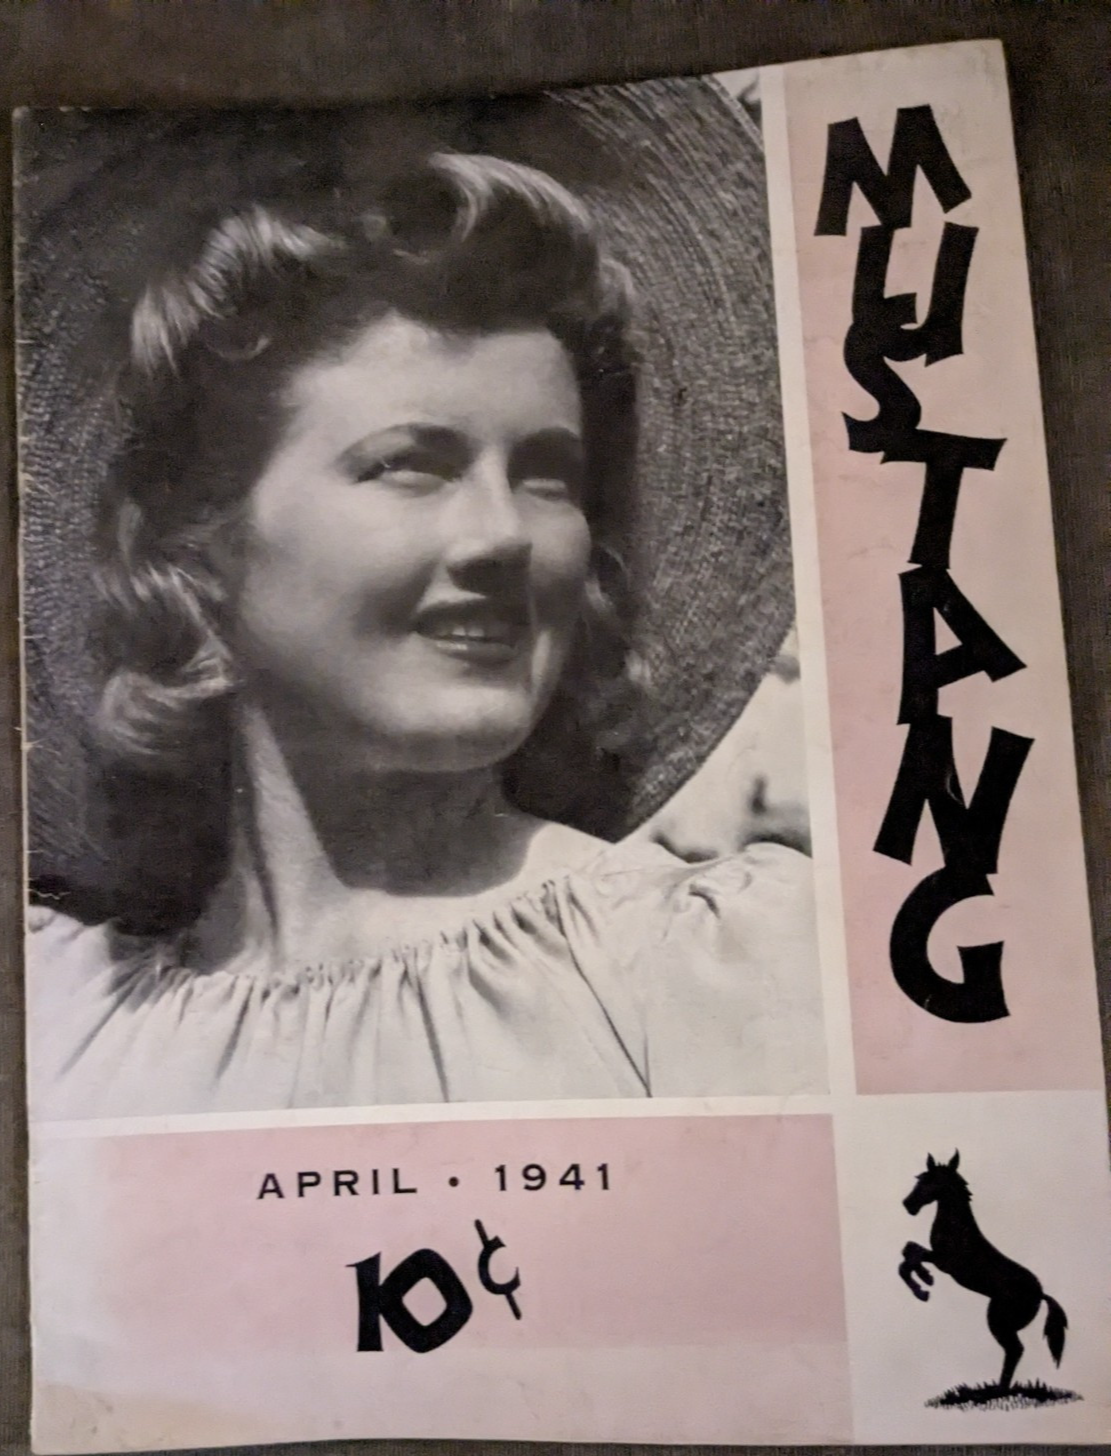 MUSTANG
APRIL • 1941
10¢